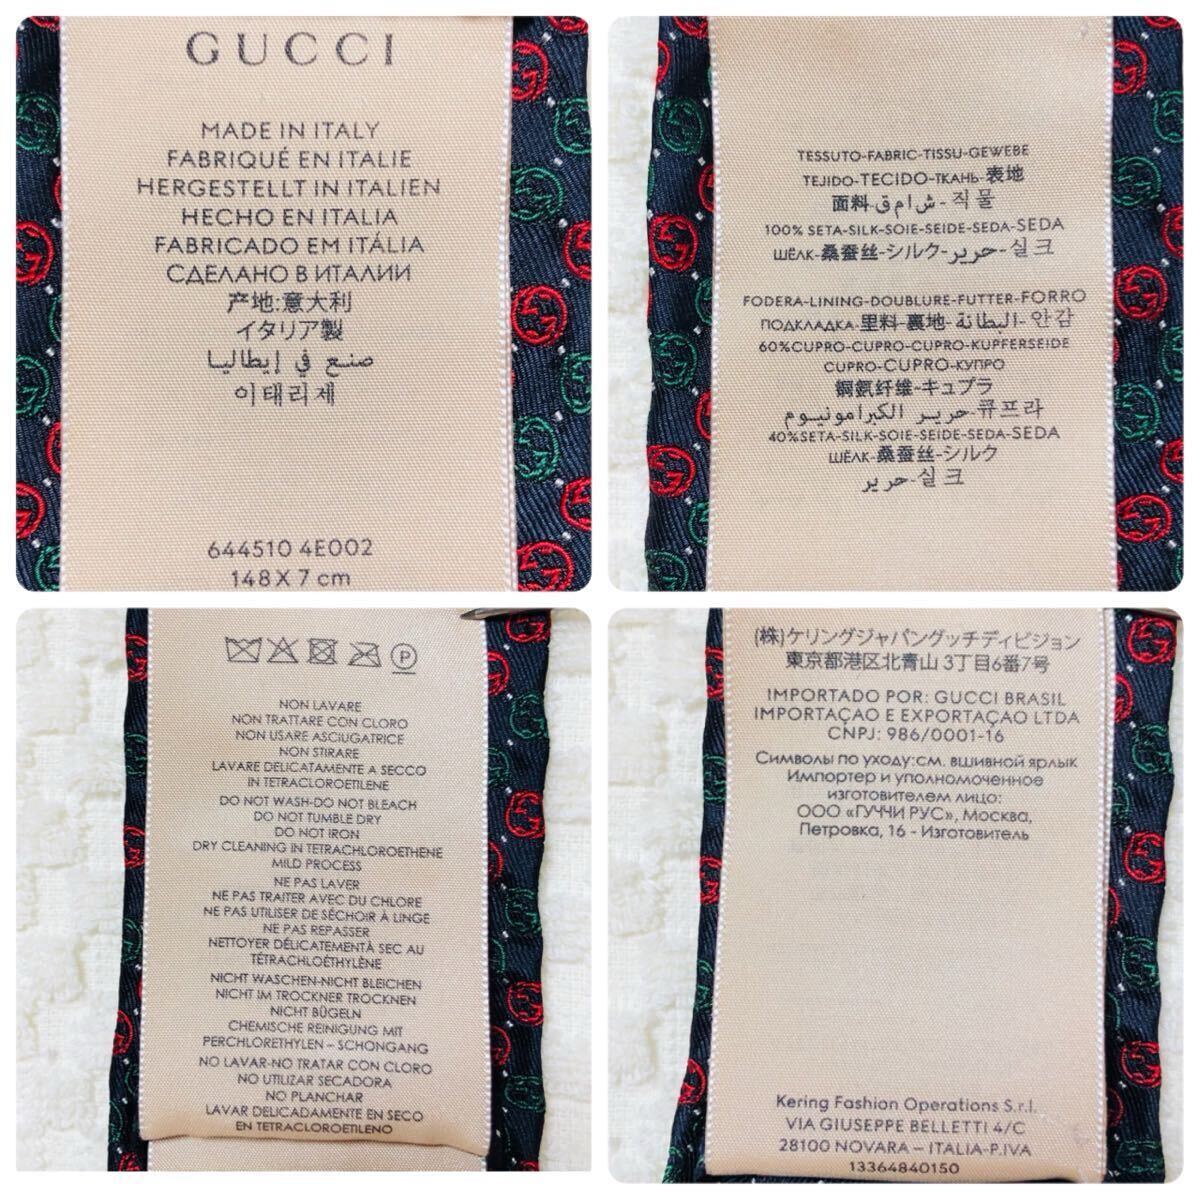 GUCCI
MADE IN ITALY
FABRIQUÉ EN ITALIE
HERGESTELLT IN ITALIEN
HECHO EN ITALIA
FABRICADO EM ITÁLIA
СДЕЛАНО В ИТАЛИИ
产地:意大利
イタリア製
صنع في إيطاليا
이태리제
644510 4E002
148 X 7 cm
TESSUTO-FABRIC-TISSU-GEWEBE
TEJIDO-TECIDO-ТКАНЬ-表地
面料-ش ا م ق-직물
100% SETA-SILK-SOIE-SEIDE-SEDA-SEDA
ШЁЛК-桑蚕丝-シルク-حرير-실크
FODERA-LINING-DOUBLURE-FUTTER-FORRO
ПОДКЛАДКА-里料-裏地-البطانة-안감
60%CUPRO-CUPRO-CUPRO-KUPFERSEIDE
CUPRO-CUPRO-КУПРО
铜氨纤维-キュプラ
حرير الكبرامونيوم-큐프라
40%SETA-SILK-SOIE-SEIDE-SEDA-SEDA
ШЁЛК-桑蚕丝-シルク
حرير-실크
NON LAVARE
NON TRATTARE CON CLORO
NON USARE ASCIUGATRICE
NON STIRARE
LAVARE DELICATAMENTE A SECCO
IN TETRACLOROETILENE
DO NOT WASH-DO NOT BLEACH
DO NOT TUMBLE DRY
DO NOT IRON
DRY CLEANING IN TETRACHLOROETHENE
MILD PROCESS
NE PAS LAVER
NE PAS TRAITER AVEC DU CHLORE
NE PAS UTILISER DE SÉCHOIR À LINGE
NE PAS REPASSER
NETTOYER DÉLICATEMENTÀ SEC AU
TÉTRACHLOÉTHYLÈNE
NICHT WASCHEN-NICHT BLEICHEN
NICHT IM TROCKNER TROCKNEN
NICHT BÜGELN
CHEMISCHE REINIGUNG MIT
PERCHLORETHYLEN – SCHONGANG
NO LAVAR-NO TRATAR CON CLORO
NO UTILIZAR SECADORA
NO PLANCHAR
LAVAR DELICADAMENTE EN SECO
EN TETRACLOROETILENO
(株)ケリングジャパングッチディビジョン
東京都港区北青山 3丁目6番7号
IMPORTADO POR: GUCCI BRASIL
IMPORTAÇAO E EXPORTAÇAO LTDA
CNPJ: 986/0001-16
Символы по уходу:см. вшивной ярлык
Импортер и уполномоченное
изготовителем лицо:
ООО «ГУЧЧИ РУС», Москва,
Петровка, 16 - Изготовитель
Kering Fashion Operations S.r.l.
VIA GIUSEPPE BELLETTI 4/C
28100 NOVARA – ITALIA-P.IVA
13364840150